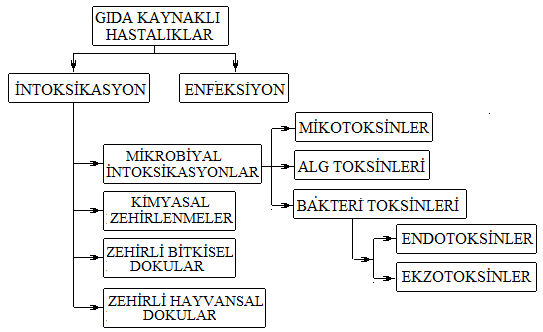 GIDA KAYNAKLI
HASTALIKLAR
İNTOKSİKASYON
ENFEKSİYON
MİKROBİYAL
İNTOKSİKASYONLAR
MİKOTOKSİNLER
ALG TOKSİNLERİ
BAKTERİ TOKSİNLERİ
KİMYASAL
ZEHİRLENMELER
ENDOTOKSİNLER
ZEHİRLİ BİTKİSEL
DOKULAR
EKZOTOKSİNLER
ZEHİRLİ HAYVANSAL
DOKULAR